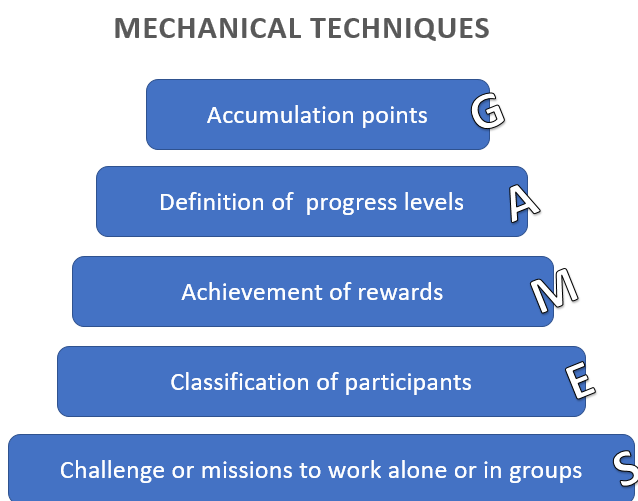 MECHANICAL TECHNIQUES
Accumulation points G
Definition of  progress levels A
Achievement of rewards M
Classification of participants E
Challenge or missions to work alone or in groups S